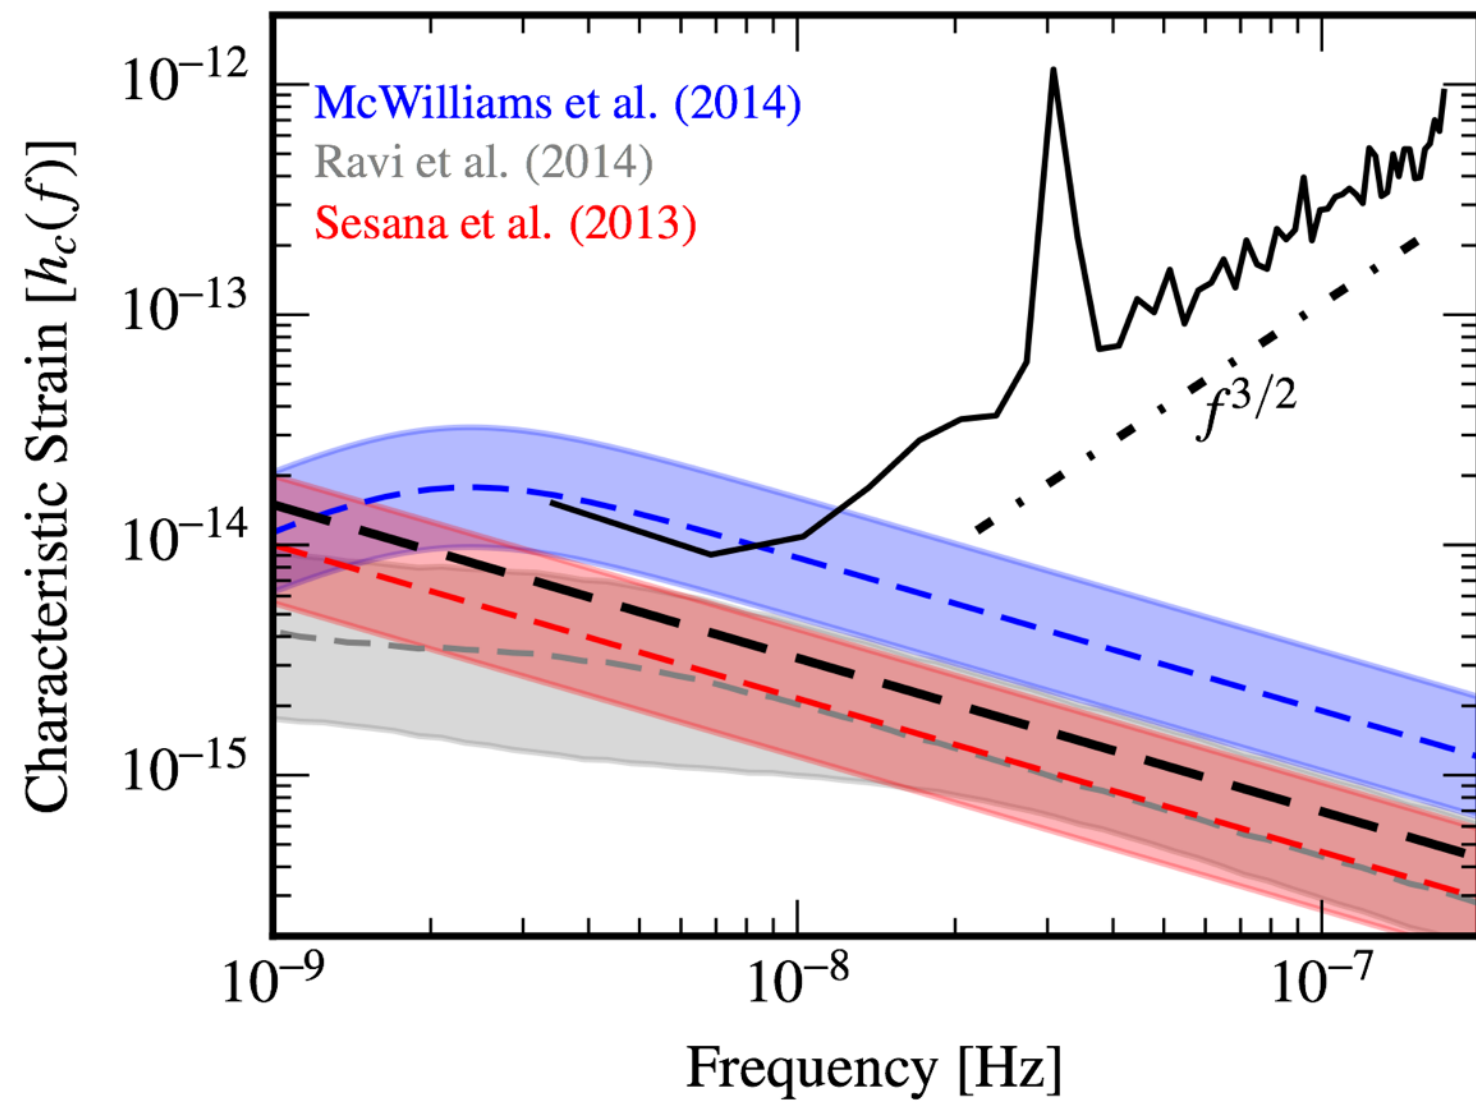 10⁻¹²
McWilliams et al. (2014)
Ravi et al. (2014)
Sesana et al. (2013)
10⁻¹³
f³/²
10⁻¹⁴
10⁻¹⁵
Characteristic Strain [h_c(f)]
10⁻⁹ 10⁻⁸ 10⁻⁷
Frequency [Hz]